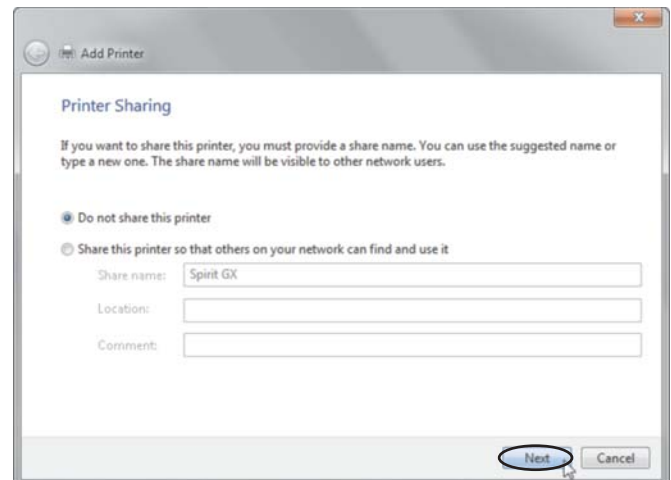 Add Printer
Printer Sharing
If you want to share this printer, you must provide a share name. You can use the suggested name or
type a new one. The share name will be visible to other network users.
Do not share this printer
Share this printer so that others on your network can find and use it
Share name: Spirit GX
Location:
Comment:
Next Cancel